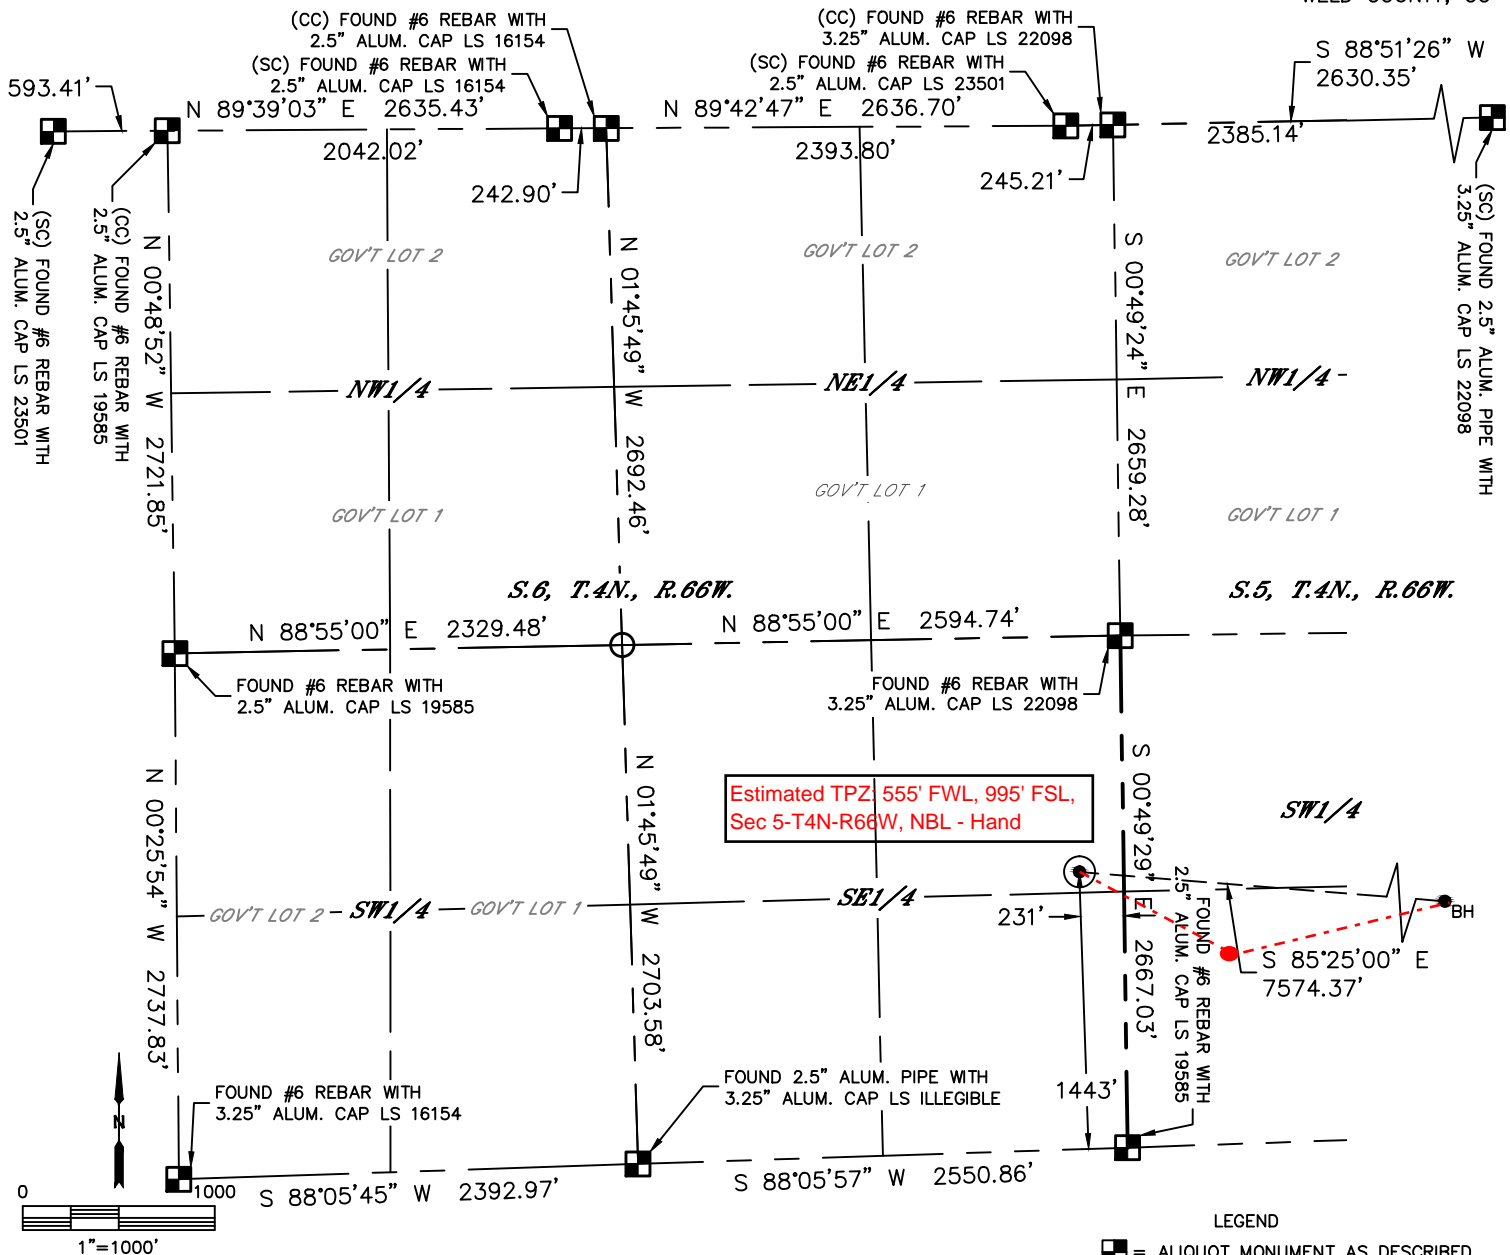 (CC) FOUND #6 REBAR WITH
2.5" ALUM. CAP LS 16154
(SC) FOUND #6 REBAR WITH
2.5" ALUM. CAP LS 16154
(CC) FOUND #6 REBAR WITH
3.25" ALUM. CAP LS 22098
(SC) FOUND #6 REBAR WITH
2.5" ALUM. CAP LS 23501
S 88°51'26" W
2630.35'
593.41'
N 89°39'03" E 2635.43'
N 89°42'47" E 2636.70'
2042.02'
242.90'
2393.80'
245.21'
2385.14'
(SC) FOUND #6 REBAR WITH
2.5" ALUM. CAP LS 23501
(CC) FOUND #6 REBAR WITH
2.5" ALUM. CAP LS 19585
(SC) FOUND 2.5" ALUM. PIPE WITH
3.25" ALUM. CAP LS 22098
N 00°48'52" W 2721.85'
N 01°45'49" W 2692.46'
S 00°49'24" E 2659.28'
GOV'T LOT 2
GOV'T LOT 2
GOV'T LOT 2
NW1/4
NE1/4
NW1/4
GOV'T LOT 1
GOV'T LOT 1
GOV'T LOT 1
S.6, T.4N., R.66W.
S.5, T.4N., R.66W.
N 88°55'00" E 2329.48'
N 88°55'00" E 2594.74'
FOUND #6 REBAR WITH
2.5" ALUM. CAP LS 19585
FOUND #6 REBAR WITH
3.25" ALUM. CAP LS 22098
N 00°25'54" W 2737.83'
N 01°45'49" W 2703.58'
S 00°49'29" E 2667.03'
Estimated TPZ: 555' FWL, 995' FSL,
Sec 5-T4N-R66W, NBL - Hand
SW1/4
GOV'T LOT 2
SW1/4
GOV'T LOT 1
SE1/4
231'
FOUND #6 REBAR WITH
2.5" ALUM. CAP LS 19585
BH
S 85°25'00" E
7574.37'
1443'
FOUND #6 REBAR WITH
3.25" ALUM. CAP LS 16154
FOUND 2.5" ALUM. PIPE WITH
3.25" ALUM. CAP LS ILLEGIBLE
N
S 88°05'45" W 2392.97'
S 88°05'57" W 2550.86'
0 1000
1"=1000'
LEGEND
= ALIQUOT MONUMENT AS DESCRIBED